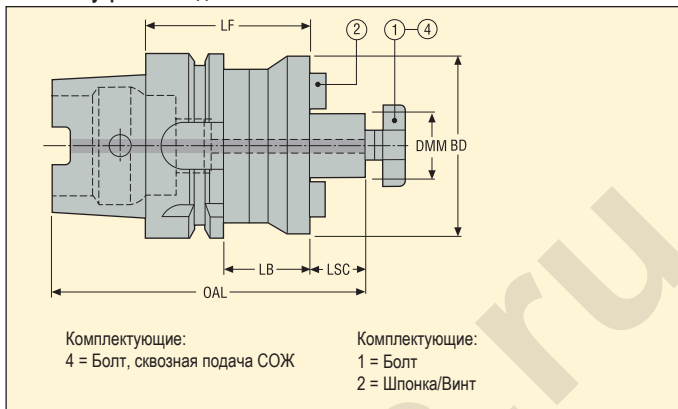 LF
2
1
4
DMM
BD
LB
LSC
OAL
Комплектующие:
4 = Болт, сквозная подача СОЖ
Комплектующие:
1 = Болт
2 = Шпонка/Винт